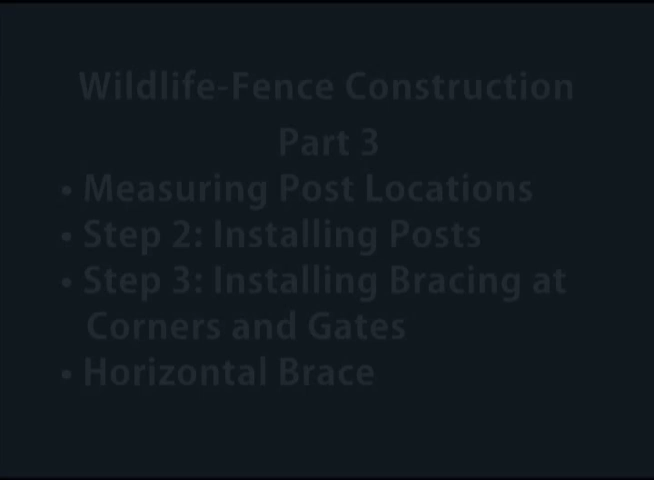 Wildlife-Fence Construction
Part 3
• Measuring Post Locations
• Step 2: Installing Posts
• Step 3: Installing Bracing at
Corners and Gates
• Horizontal Brace